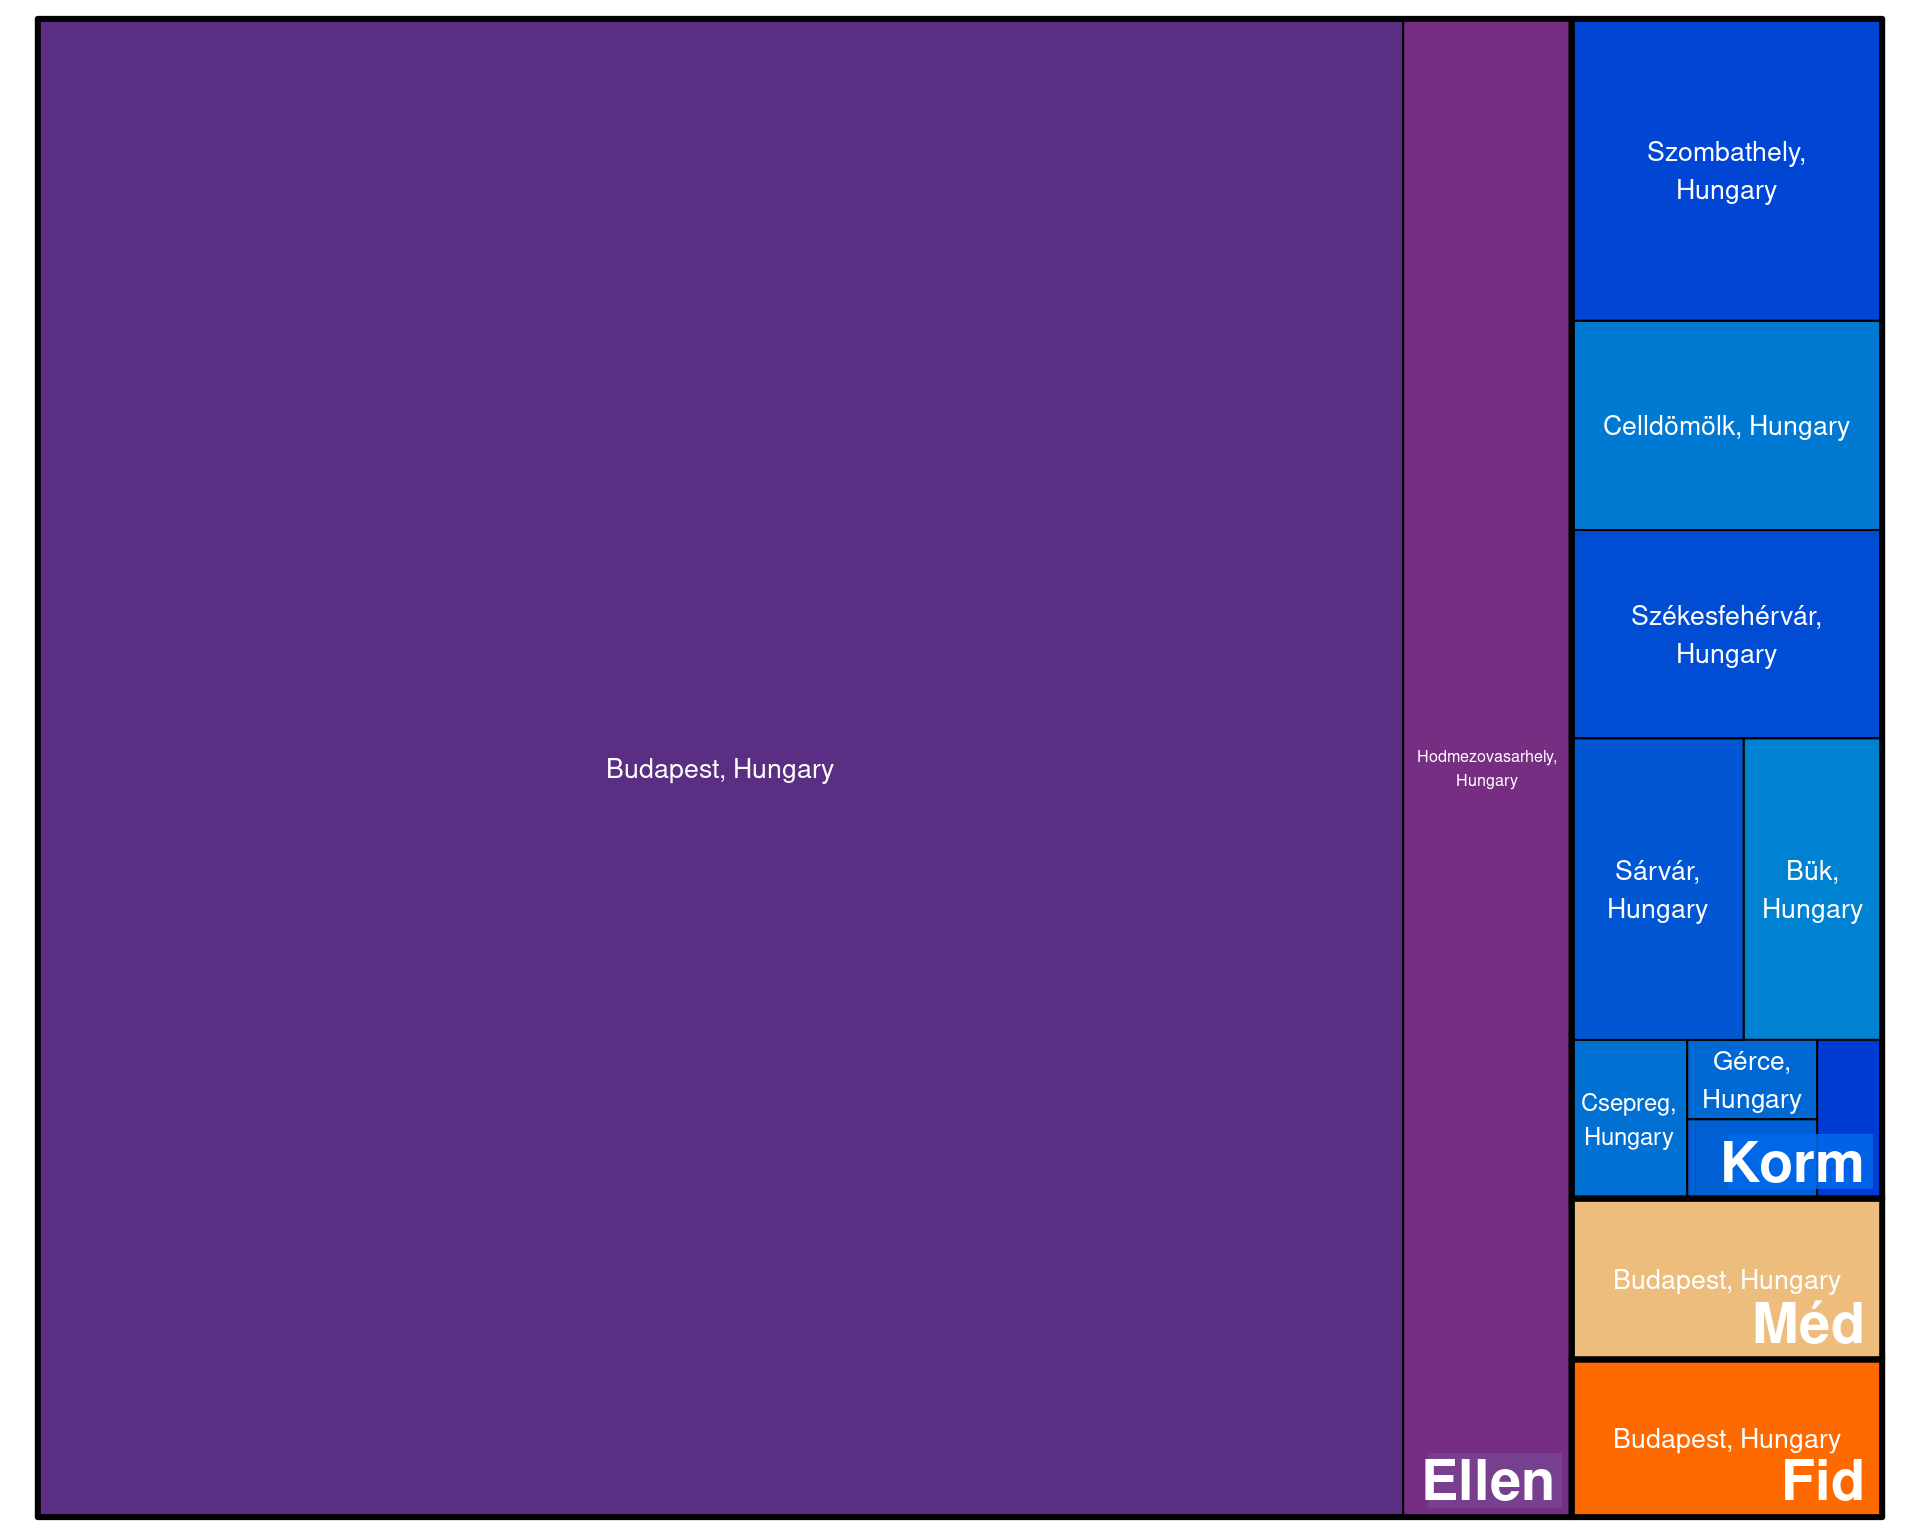 Budapest, Hungary
Hodmezovasarhely,
Hungary
Ellen
Szombathely,
Hungary
Celldömölk, Hungary
Székesfehérvár,
Hungary
Sárvár,
Hungary
Bük,
Hungary
Csepreg,
Hungary
Gérce,
Hungary
Korm
Budapest, Hungary
Méd
Budapest, Hungary
Fid